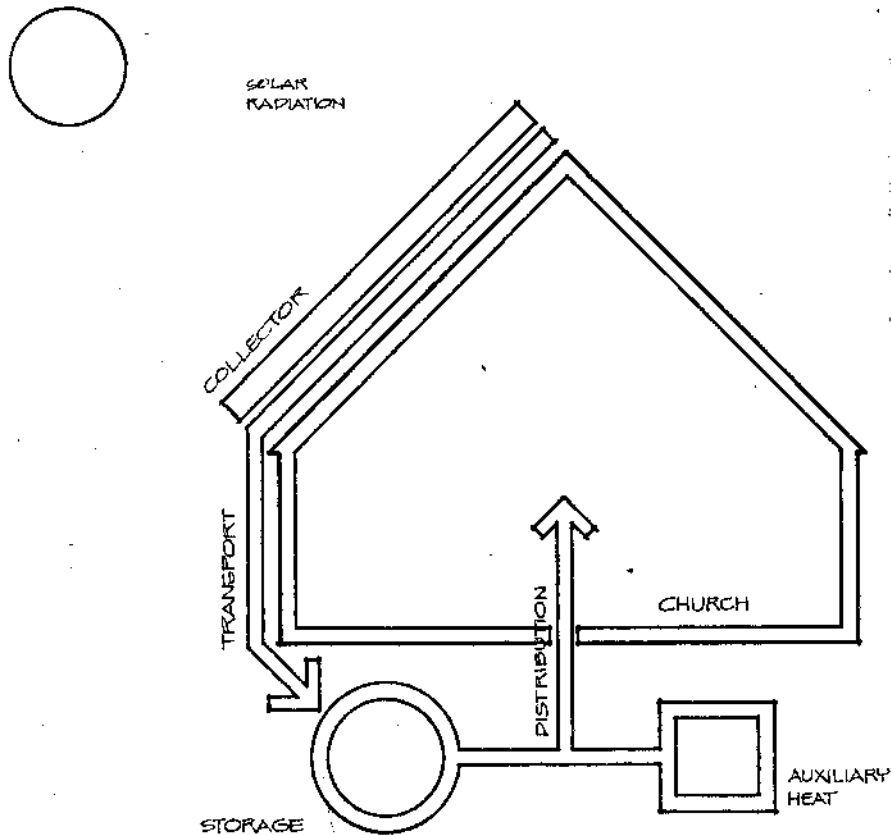 SOLAR
RADIATION
COLLECTOR
TRANSPORT
DISTRIBUTION
CHURCH
AUXILIARY
HEAT
STORAGE